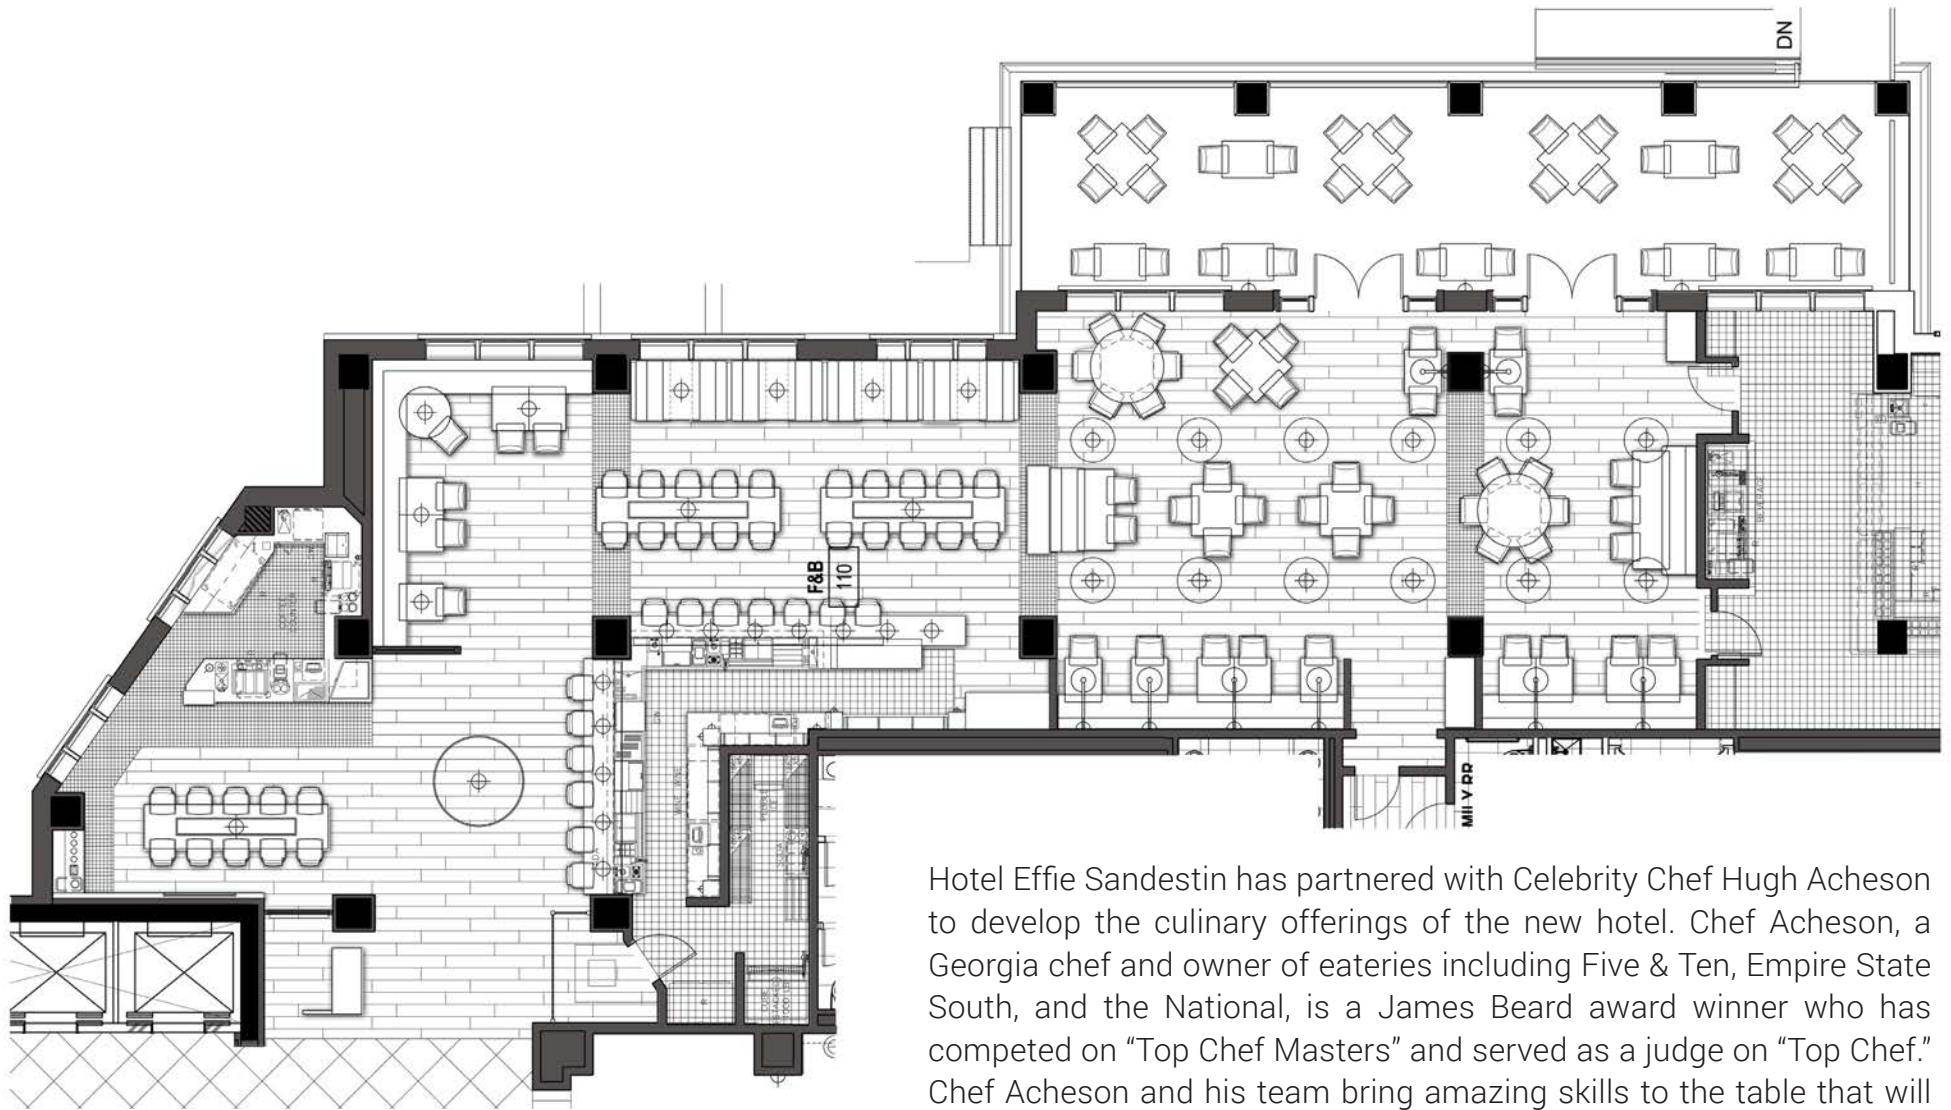 DN
F&B
110
BEVERAGE
Hotel Effie Sandestin has partnered with Celebrity Chef Hugh Acheson
to develop the culinary offerings of the new hotel. Chef Acheson, a
Georgia chef and owner of eateries including Five & Ten, Empire State
South, and the National, is a James Beard award winner who has
competed on “Top Chef Masters” and served as a judge on “Top Chef.”
Chef Acheson and his team bring amazing skills to the table that will